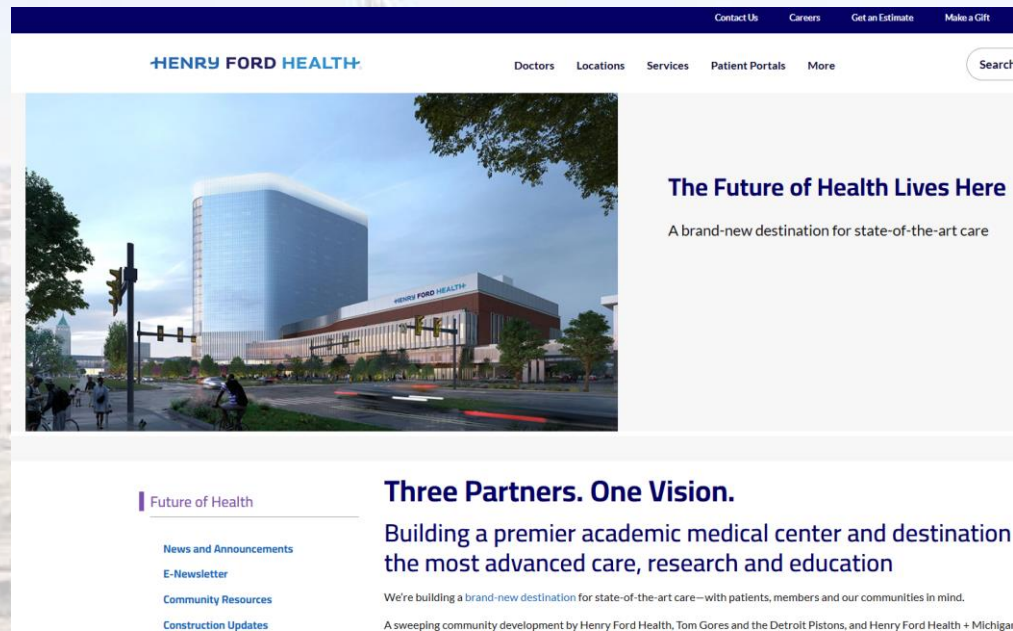 Contact Us Careers Get an Estimate Make a Gift
HENRY FORD HEALTH
Doctors Locations Services Patient Portals More
Search
HENRY FORD HEALTH
The Future of Health Lives Here
A brand-new destination for state-of-the-art care
Future of Health
News and Announcements
E-Newsletter
Community Resources
Construction Updates
Three Partners. One Vision.
Building a premier academic medical center and destination
the most advanced care, research and education
We're building a brand-new destination for state-of-the-art care—with patients, members and our communities in mind.
A sweeping community development by Henry Ford Health, Tom Gores and the Detroit Pistons, and Henry Ford Health + Michigan